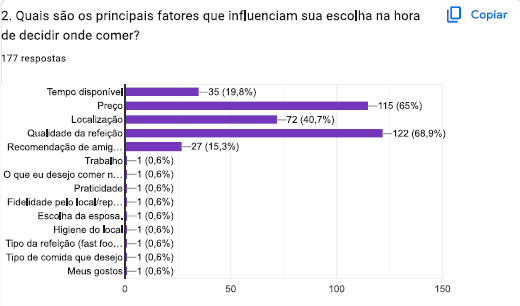 2. Quais são os principais fatores que influenciam sua escolha na hora
de decidir onde comer?
Copiar
177 respostas
Tempo disponível 35 (19,8%)
Preço 115 (65%)
Localização 72 (40,7%)
Qualidade da refeição 122 (68,9%)
Recomendação de amig... 27 (15,3%)
Trabalho 1 (0,6%)
O que eu desejo comer n... 1 (0,6%)
Praticidade 1 (0,6%)
Fidelidade pelo local/rep... 1 (0,6%)
Escolha da esposa. 1 (0,6%)
Higiene do local 1 (0,6%)
Tipo da refeição (fast foo... 1 (0,6%)
Tipo de comida que desejo 1 (0,6%)
Meus gostos 1 (0,6%)
0 50 100 150